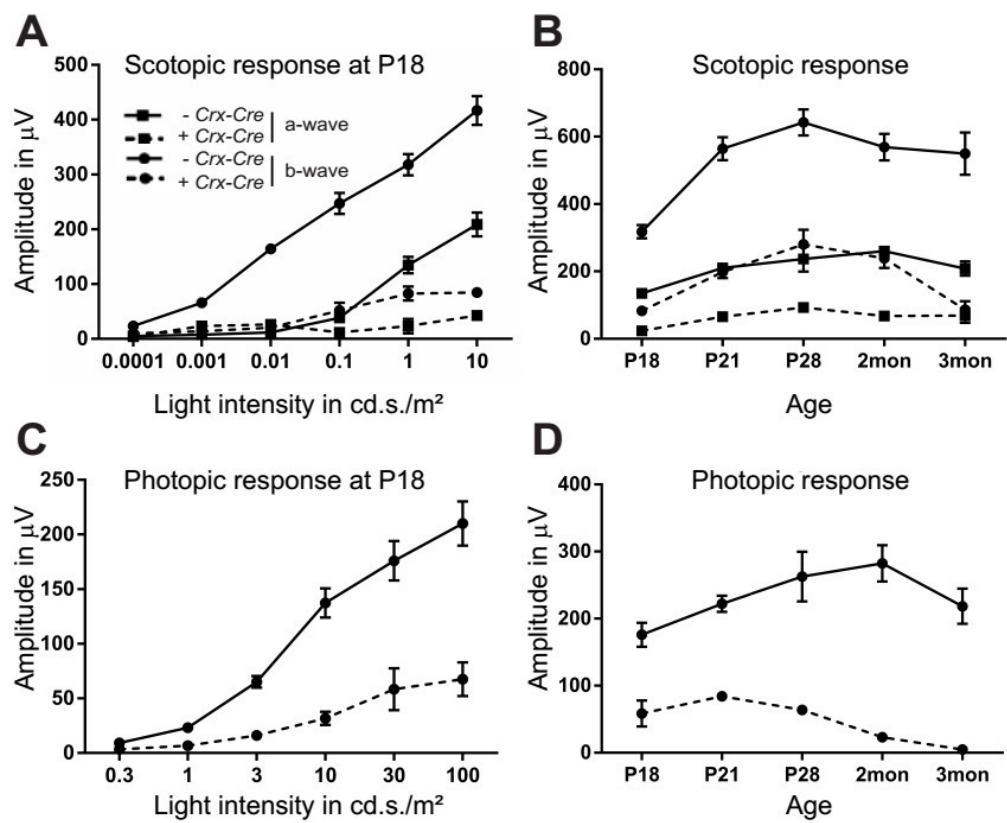 A
Scotopic response at P18
Amplitude in μV
500
400
300
200
100
0
- Crx-Cre
+ Crx-Cre
a-wave
- Crx-Cre
+ Crx-Cre
b-wave
0.0001 0.001 0.01 0.1 1 10
Light intensity in cd.s./m²
B
Scotopic response
Amplitude in μV
800
600
400
200
0
P18 P21 P28 2mon 3mon
Age
C
Photopic response at P18
Amplitude in μV
250
200
150
100
50
0
0.3 1 3 10 30 100
Light intensity in cd.s./m²
D
Photopic response
Amplitude in μV
400
300
200
100
0
P18 P21 P28 2mon 3mon
Age